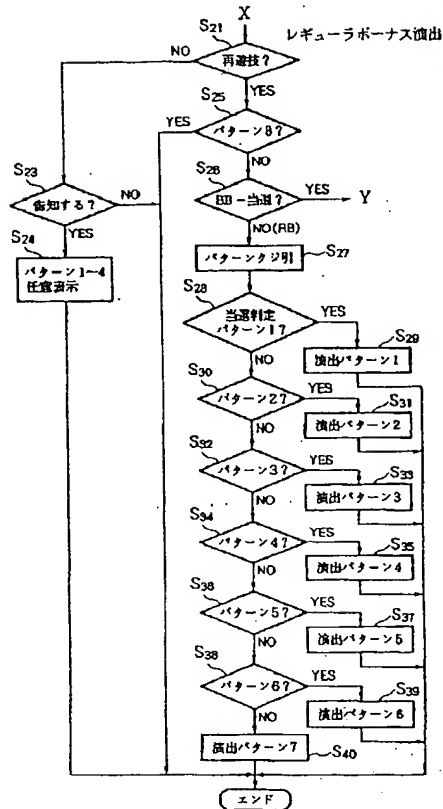 X
レギューラボーナス演出
S21
再遊技?
NO
YES
S25
パターン8?
YES
NO
S23
告知する?
NO
YES
S24
パターン1~4
任意表示
S26
BB-当選?
YES
Y
NO(RB)
パターンクジ引
S27
S28
当選判定
パターン1?
YES
NO
S29
演出パターン1
S30
パターン2?
YES
NO
S31
演出パターン2
S32
パターン3?
YES
NO
S33
演出パターン3
S34
パターン4?
YES
NO
S35
演出パターン4
S36
パターン5?
YES
NO
S37
演出パターン5
S38
パターン6?
YES
NO
S39
演出パターン6
演出パターン7
S40
エンド